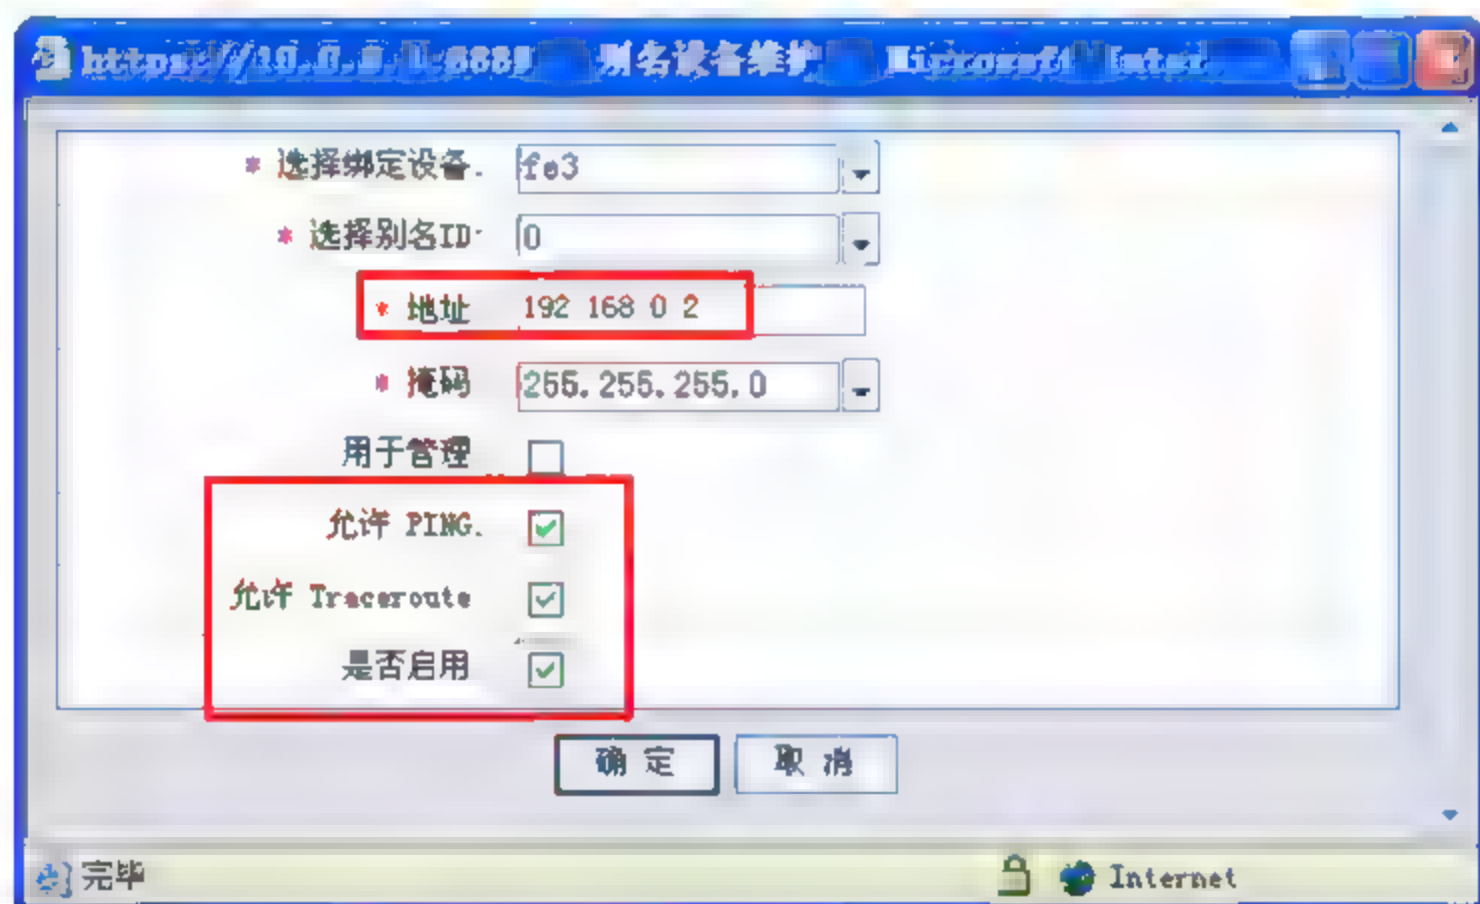 别名设备维护
* 选择绑定设备. fe3
* 选择别名ID: 0
* 地址 192 168 0 2
* 掩码 255.255.255.0
用于管理
允许 PING.
允许 Traceroute
是否启用
确定 取消
完毕 Internet